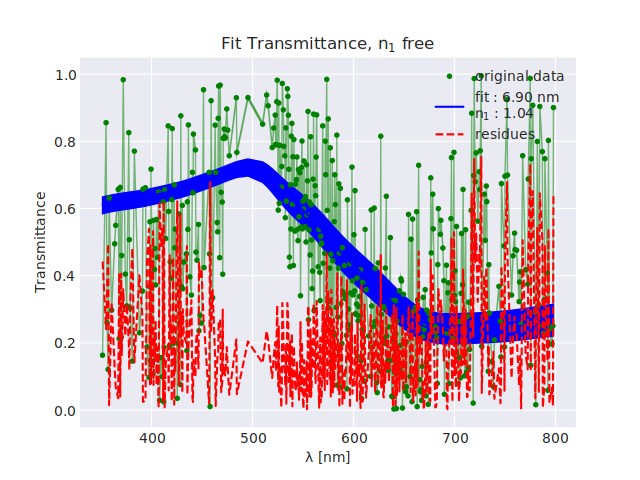 Fit Transmittance, n₁ free
1.0
0.8
0.6
0.4
0.2
0.0
Transmittance
400
500
600
700
800
λ [nm]
original data
fit : 6.90 nm
n₁ : 1.04
residues